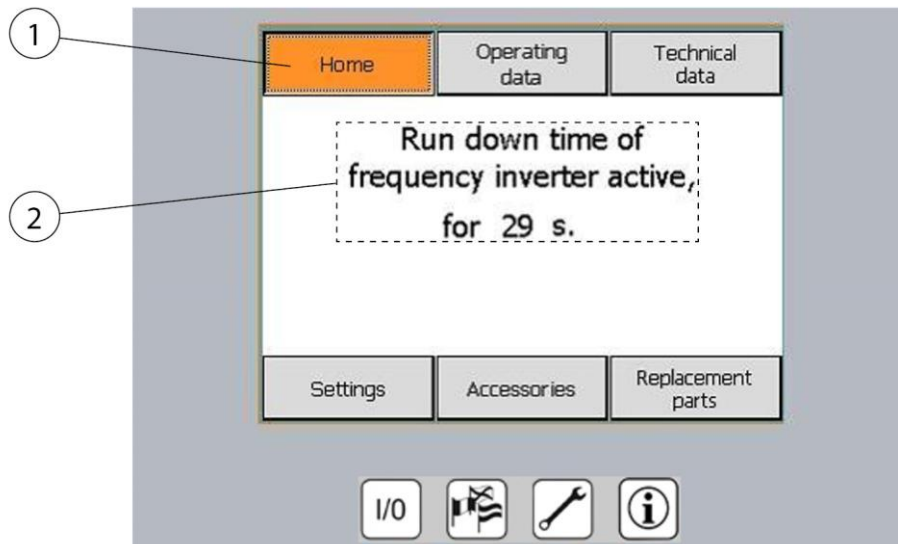 1
Home
Operating
data
Technical
data
Run down time of
frequency inverter active,
for 29 s.
2
Settings
Accessories
Replacement
parts
I/0
i